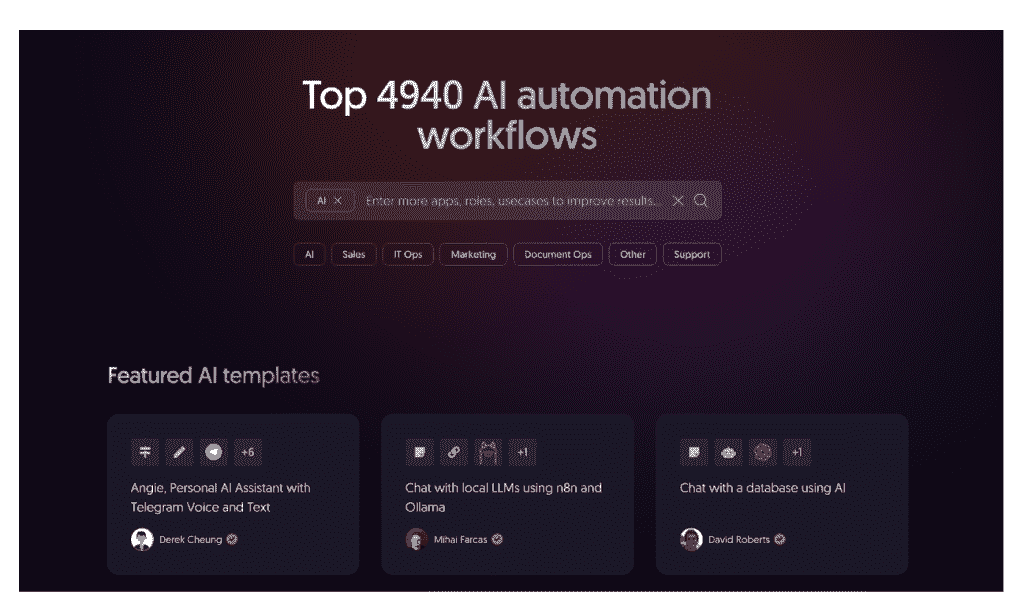 Top 4940 AI automation
workflows
AI
Enter more apps, roles, usecases to improve results...
AI Sales IT Ops Marketing Document Ops Other Support
Featured AI templates
+6
Angie, Personal AI Assistant with
Telegram Voice and Text
Derek Cheung
+1
Chat with local LLMs using n8n and
Ollama
Mihai Farcas
+1
Chat with a database using AI
David Roberts